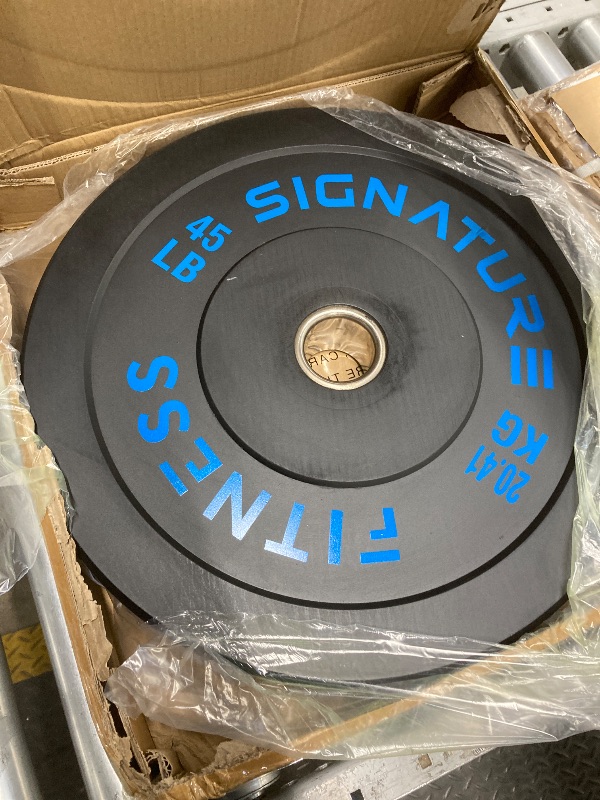 SIGNATURE
45
LB
20.41
KG
FITNESS